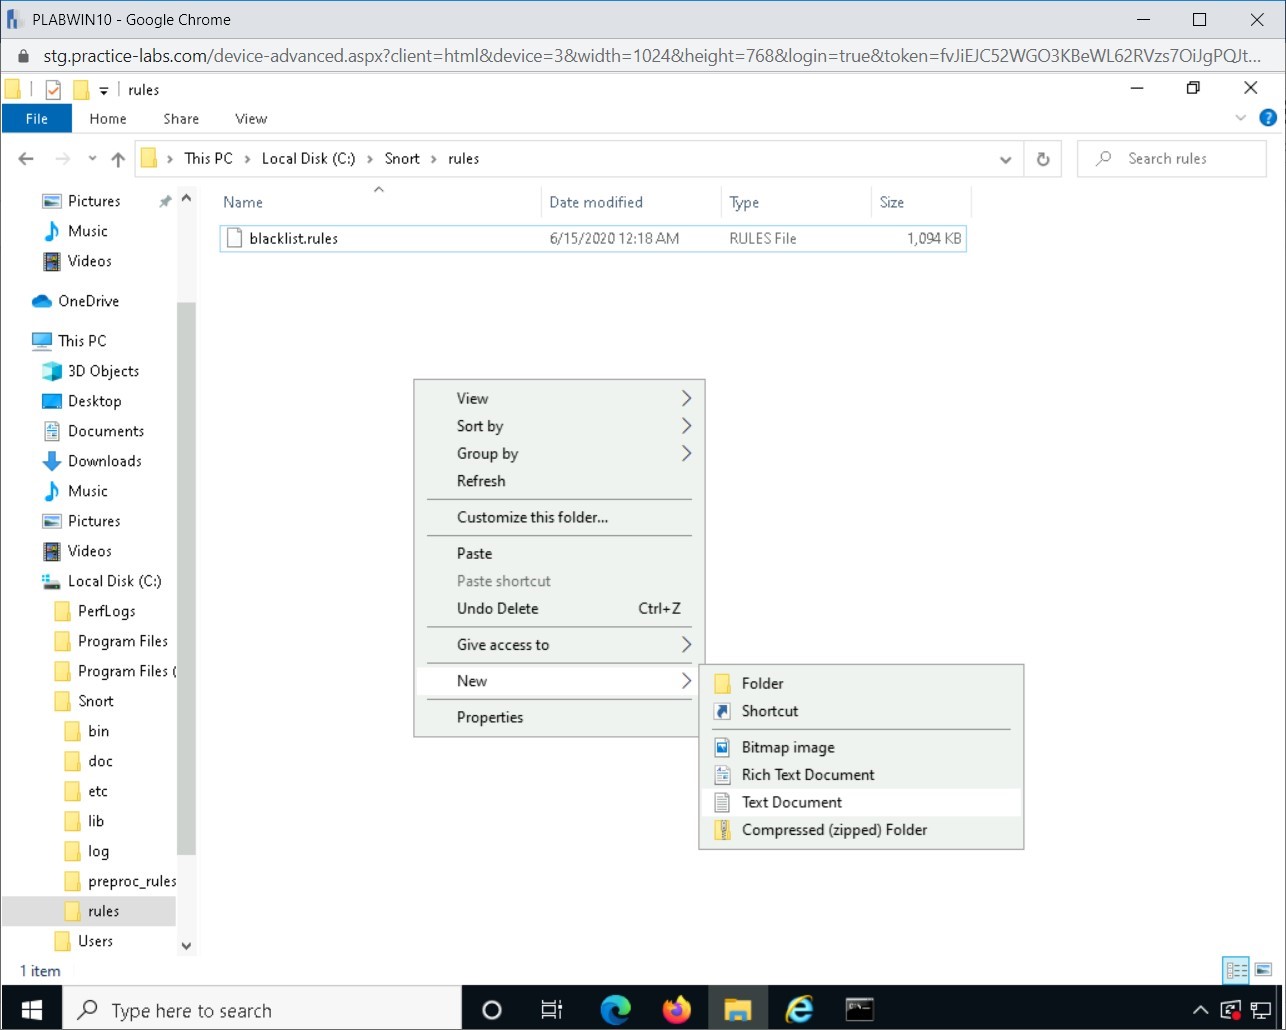 PLABWIN10 - Google Chrome
stg.practice-labs.com/device-advanced.aspx?client=html&device=3&width=1024&height=768&login=true&token=fvJiEJC52WGO3KBeWL62RVzs7OiJgPQJt...
rules
File Home Share View
This PC > Local Disk (C:) > Snort > rules
Search rules
Name Date modified Type Size
blacklist.rules 6/15/2020 12:18 AM RULES File 1,094 KB
Pictures
Music
Videos
OneDrive
This PC
3D Objects
Desktop
Documents
Downloads
Music
Pictures
Videos
Local Disk (C:)
PerfLogs
Program Files
Program Files (
Snort
bin
doc
etc
lib
log
preproc_rules
rules
Users
View
Sort by
Group by
Refresh
Customize this folder...
Paste
Paste shortcut
Undo Delete Ctrl+Z
Give access to
New
Properties
Folder
Shortcut
Bitmap image
Rich Text Document
Text Document
Compressed (zipped) Folder
1 item
Type here to search